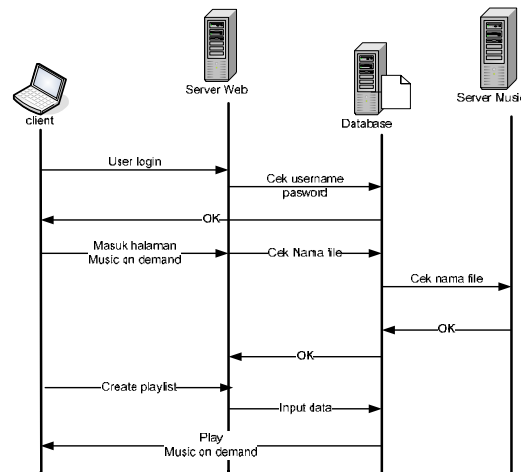 Server Web
Server Music
client
Database
User login
Cek username
pasword
OK
Masuk halaman
Music on demand
Cek Nama file
Cek nama file
OK
OK
Create playlist
Input data
Play
Music on demand